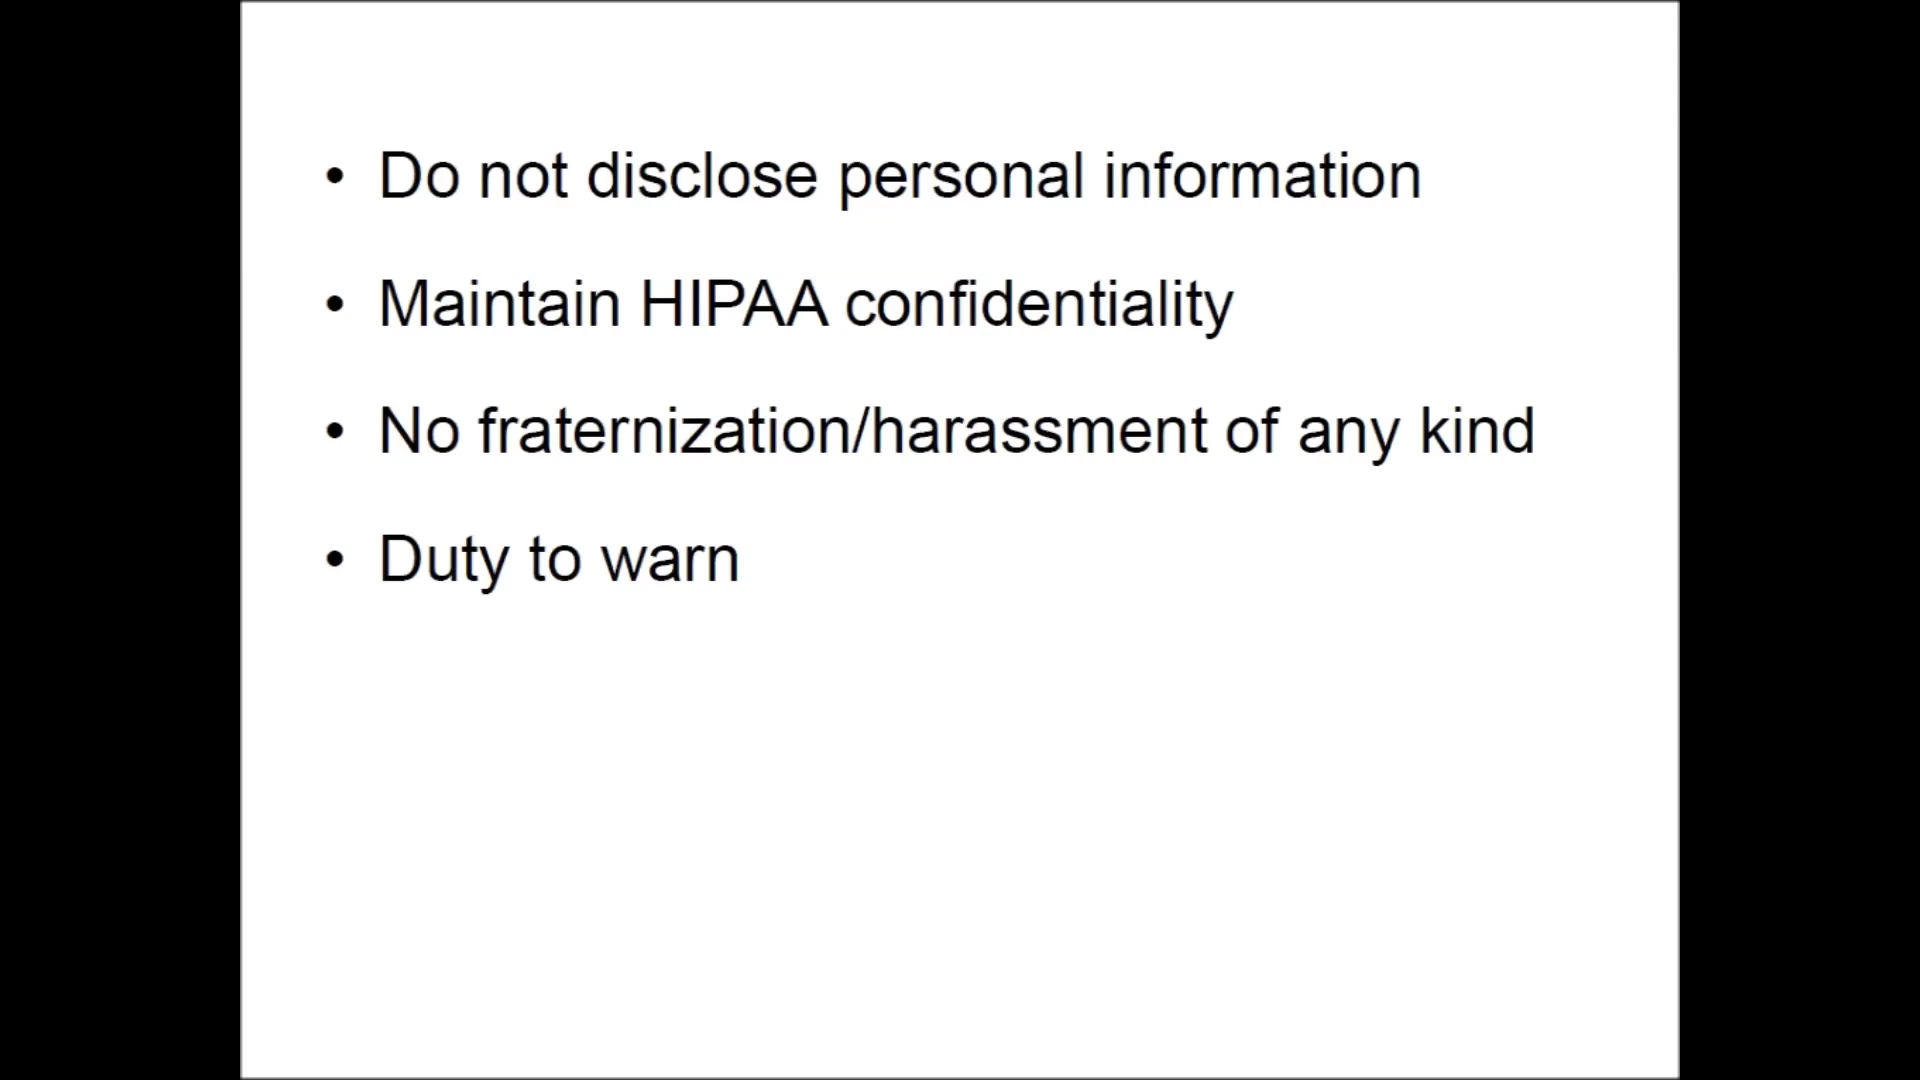 • Do not disclose personal information
• Maintain HIPAA confidentiality
• No fraternization/harassment of any kind
• Duty to warn